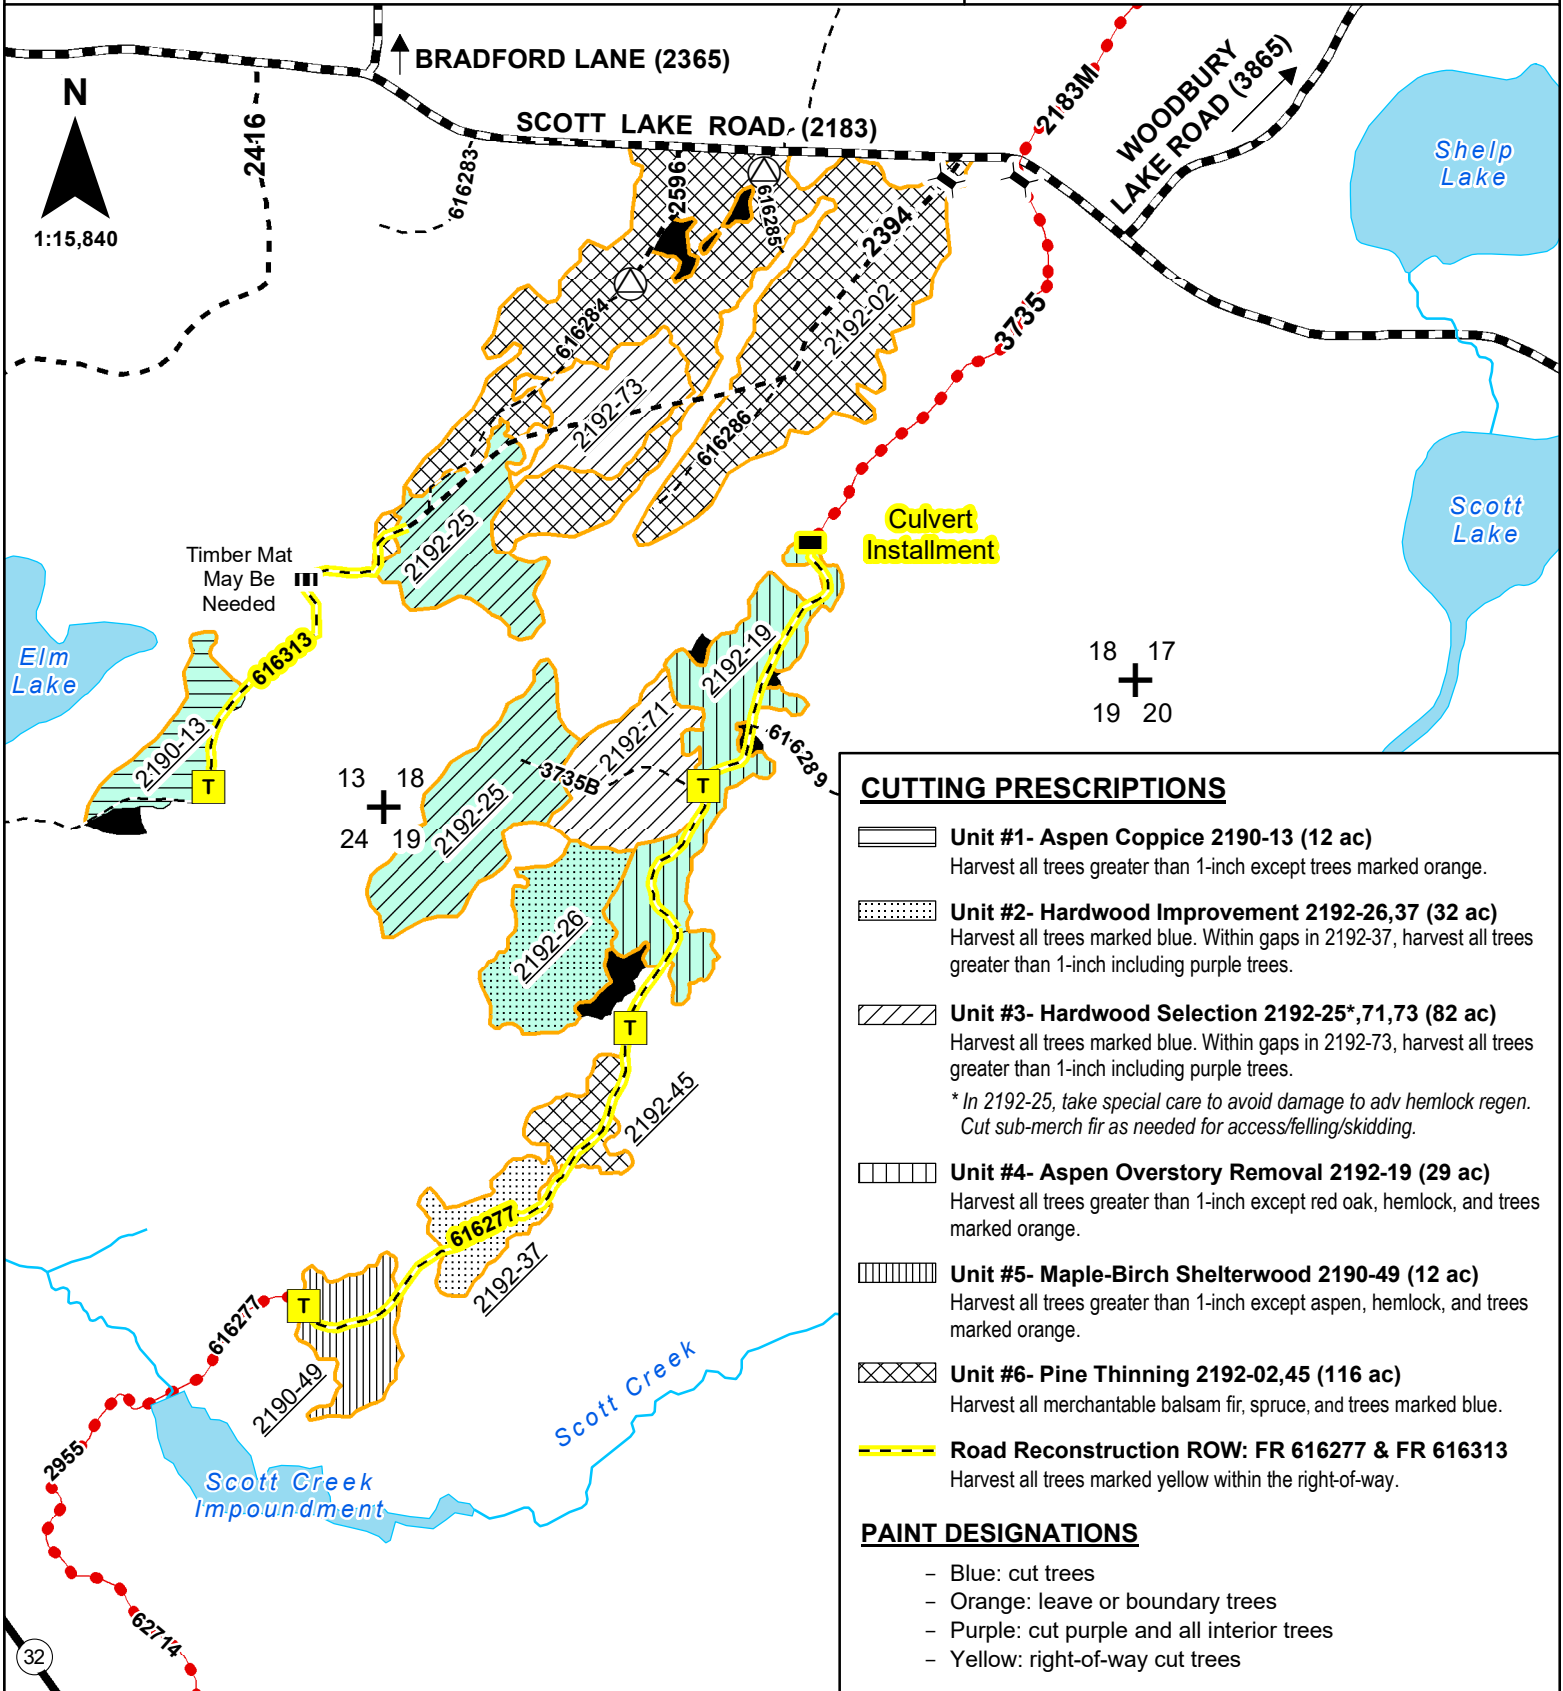 BRADFORD LANE (2365)
N
1:15,840
2416
616283
SCOTT LAKE ROAD (2183)
2183M
WOODBURY
LAKE ROAD (3865)
Shelp
Lake
2596
616285
2394
2192-02
616284
3735
2192-73
616286
2192-25
Culvert
Installment
Scott
Lake
Timber Mat
May Be
Needed
Elm
Lake
616313
2190-13
T
2192-19
18 17
19 20
2192-71
3735B
616289
T
13 18
24 19
2192-25
2192-26
T
2192-45
616277
2192-37
T
616277
2190-49
Scott Creek
Scott Creek
Impoundment
2955
62714
32
CUTTING PRESCRIPTIONS
Unit #1- Aspen Coppice 2190-13 (12 ac)
Harvest all trees greater than 1-inch except trees marked orange.
Unit #2- Hardwood Improvement 2192-26,37 (32 ac)
Harvest all trees marked blue. Within gaps in 2192-37, harvest all trees
greater than 1-inch including purple trees.
Unit #3- Hardwood Selection 2192-25*,71,73 (82 ac)
Harvest all trees marked blue. Within gaps in 2192-73, harvest all trees
greater than 1-inch including purple trees.
* In 2192-25, take special care to avoid damage to adv hemlock regen.
Cut sub-merch fir as needed for access/felling/skidding.
Unit #4- Aspen Overstory Removal 2192-19 (29 ac)
Harvest all trees greater than 1-inch except red oak, hemlock, and trees
marked orange.
Unit #5- Maple-Birch Shelterwood 2190-49 (12 ac)
Harvest all trees greater than 1-inch except aspen, hemlock, and trees
marked orange.
Unit #6- Pine Thinning 2192-02,45 (116 ac)
Harvest all merchantable balsam fir, spruce, and trees marked blue.
Road Reconstruction ROW: FR 616277 & FR 616313
Harvest all trees marked yellow within the right-of-way.
PAINT DESIGNATIONS
– Blue: cut trees
– Orange: leave or boundary trees
– Purple: cut purple and all interior trees
– Yellow: right-of-way cut trees